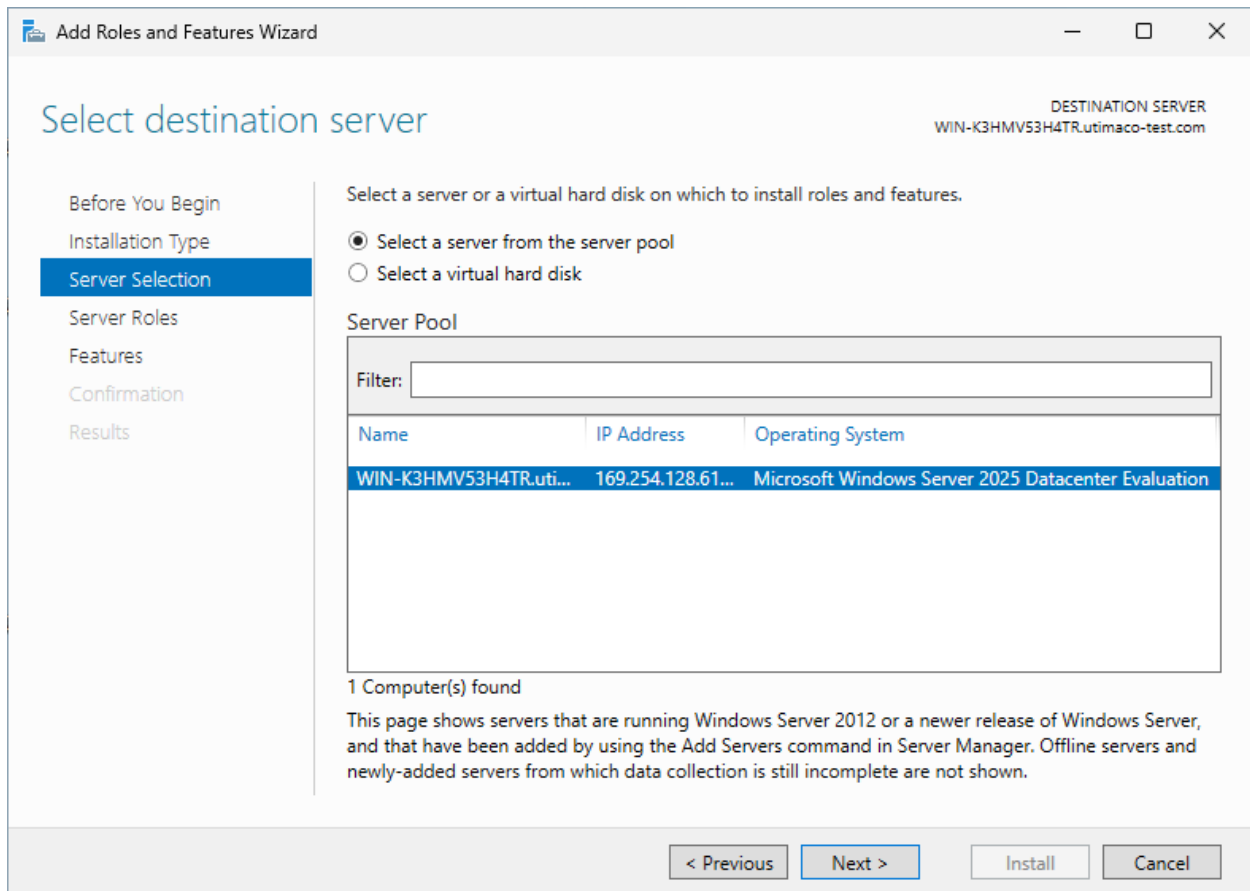 Add Roles and Features Wizard
Select destination server
DESTINATION SERVER
WIN-K3HMV53H4TR.utimaco-test.com
Before You Begin
Installation Type
Server Selection
Server Roles
Features
Confirmation
Results
Select a server or a virtual hard disk on which to install roles and features.
Select a server from the server pool
Select a virtual hard disk
Server Pool
Filter:
Name IP Address Operating System
WIN-K3HMV53H4TR.uti... 169.254.128.61... Microsoft Windows Server 2025 Datacenter Evaluation
1 Computer(s) found
This page shows servers that are running Windows Server 2012 or a newer release of Windows Server,
and that have been added by using the Add Servers command in Server Manager. Offline servers and
newly-added servers from which data collection is still incomplete are not shown.
< Previous Next > Install Cancel